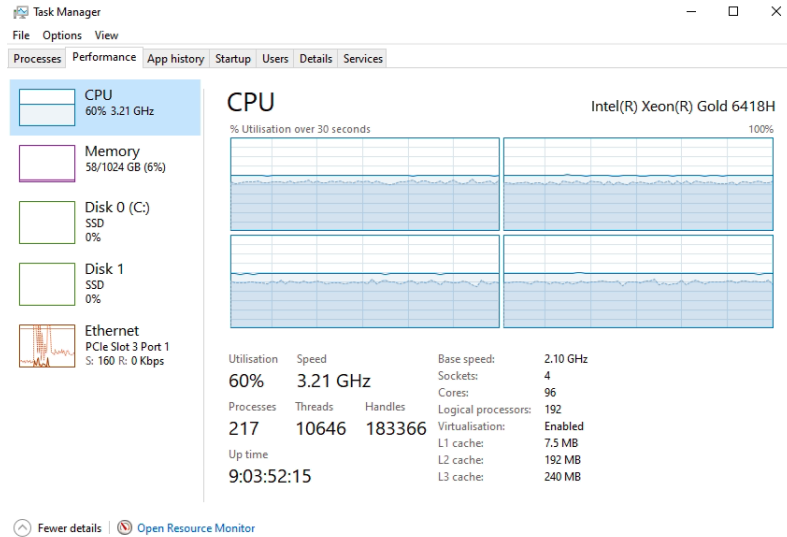 Task Manager
File Options View
Processes Performance App history Startup Users Details Services
CPU
60% 3.21 GHz
Memory
58/1024 GB (6%)
Disk 0 (C:)
SSD
0%
Disk 1
SSD
0%
Ethernet
PCIe Slot 3 Port 1
S: 160 R: 0 Kbps
CPU Intel(R) Xeon(R) Gold 6418H
% Utilisation over 30 seconds 100%
Utilisation Speed
60% 3.21 GHz
Processes Threads Handles
217 10646 183366
Up time
9:03:52:15
Base speed: 2.10 GHz
Sockets: 4
Cores: 96
Logical processors: 192
Virtualisation: Enabled
L1 cache: 7.5 MB
L2 cache: 192 MB
L3 cache: 240 MB
Fewer details Open Resource Monitor